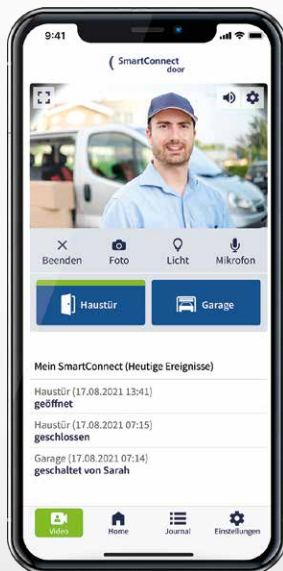 9:41
SmartConnect
door
Beenden Foto Licht Mikrofon
Haustür Garage
Mein SmartConnect (Heutige Ereignisse)
Haustür (17.08.2021 13:41)
geöffnet
Haustür (17.08.2021 07:15)
geschlossen
Garage (17.08.2021 07:14)
geschaltet von Sarah
Video Home Journal Einstellungen